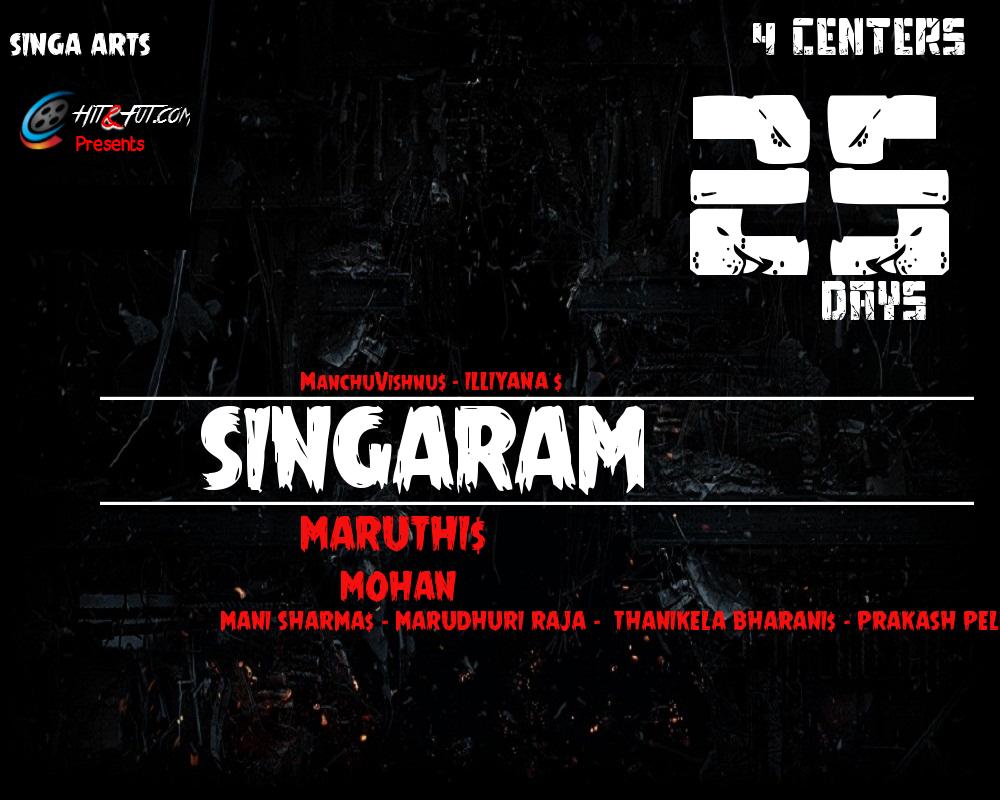 SINGA ARTS
4 CENTERS
HIT&FUT.COM
Presents
25
DAYS
MANCHUVISHNU$ - ILLIYANA $
SINGARAM
MARUTHI$
MOHAN
MANI SHARMA$ - MARUDHURI RAJA - THANIKELA BHARANI$ - PRAKASH PEL